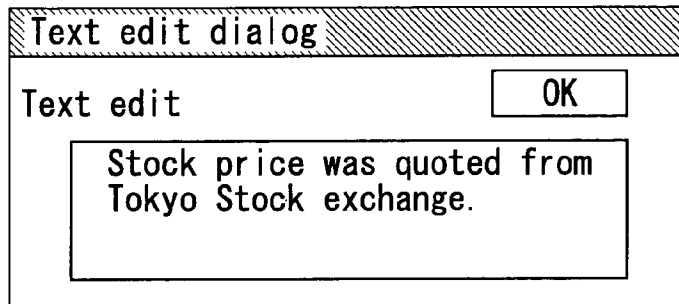 Text edit dialog
Text edit
OK
Stock price was quoted from
Tokyo Stock exchange.